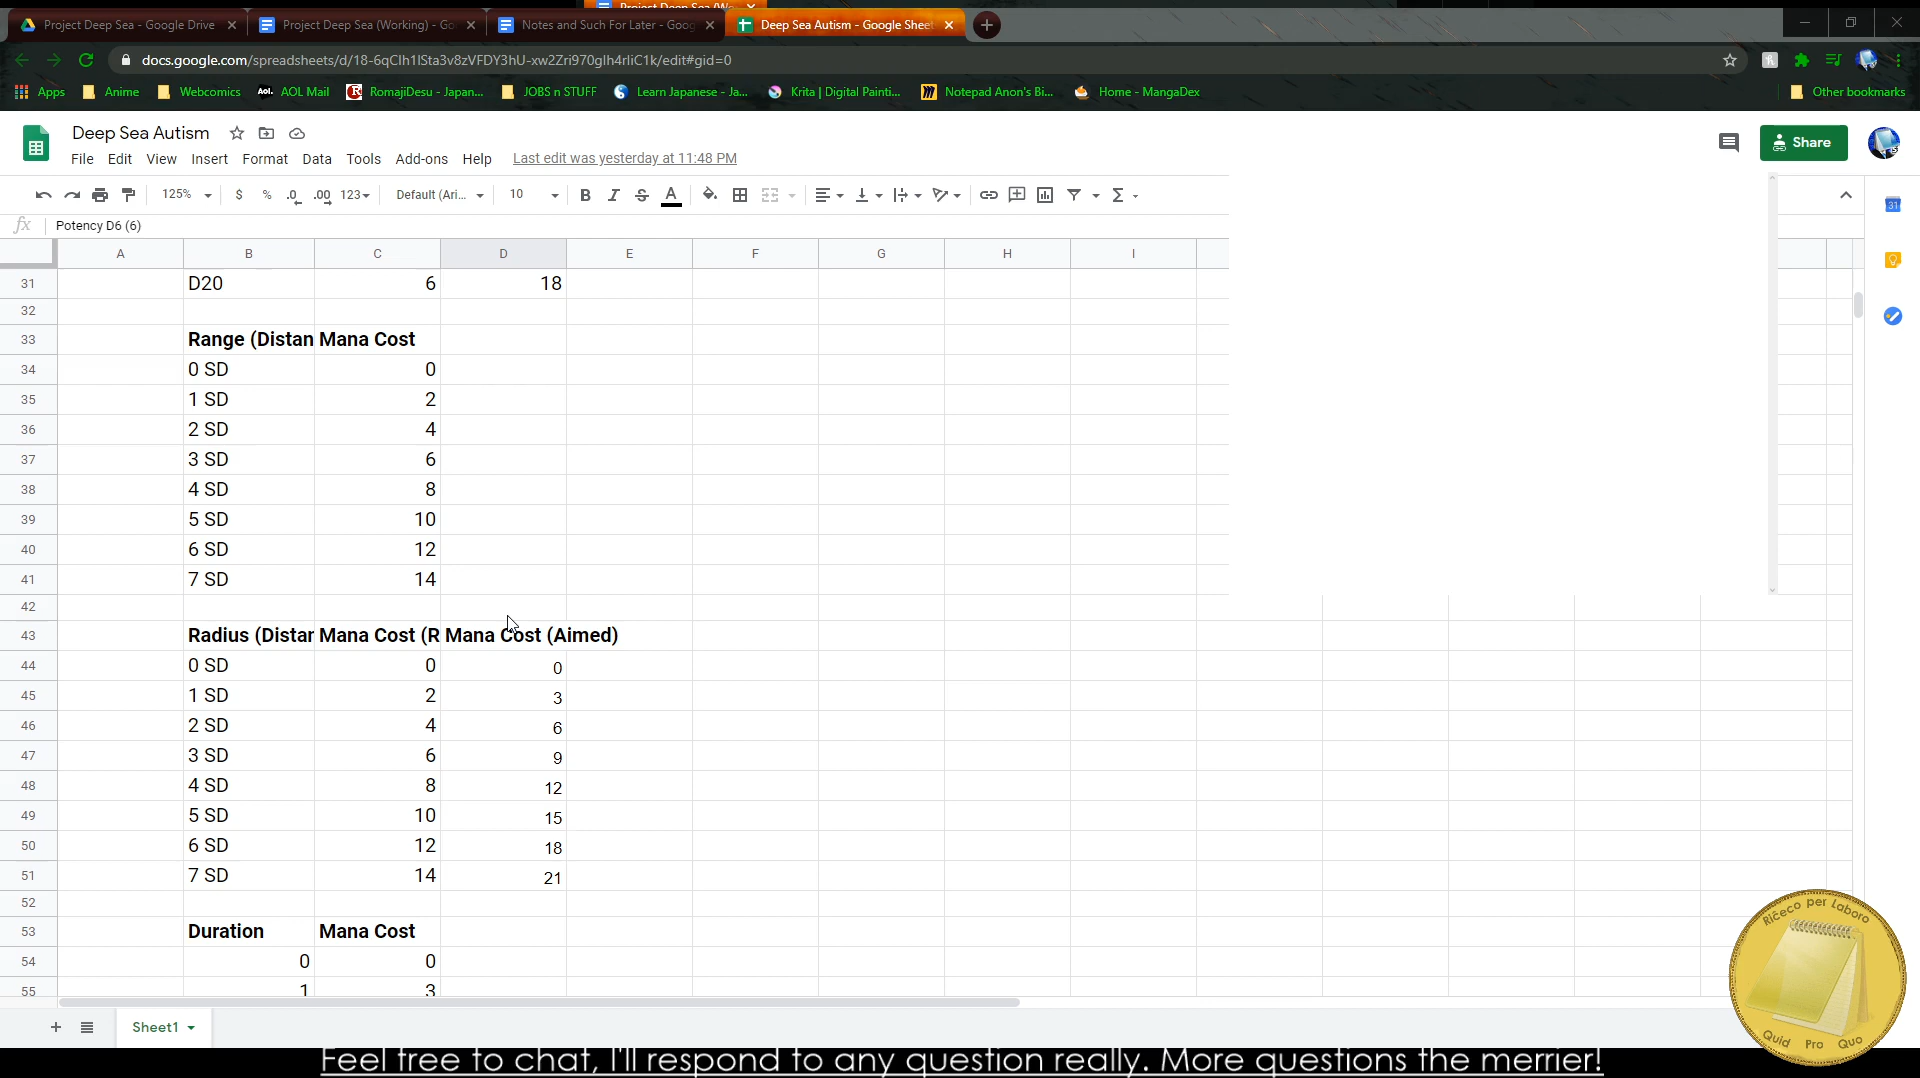 Project Deep Sea (W
Project Deep Sea - Google Drive
Project Deep Sea (Working) - Go
Notes and Such For Later - Goog
Deep Sea Autism - Google Sheet
docs.google.com/spreadsheets/d/18-6qClh1lSta3v8zVFDY3hU-xw2Zri970glh4rliC1k/edit#gid=0
Apps Anime Webcomics Aol. AOL Mail RomajiDesu - Japan... JOBS n STUFF Learn Japanese - Ja... Krita | Digital Painti... Notepad Anon's Bi... Home - MangaDex Other bookmarks
Deep Sea Autism
File Edit View Insert Format Data Tools Add-ons Help Last edit was yesterday at 11:48 PM
Share
125% $ % .0 .00 123 Default (Ari... 10 B I S A
31
fx Potency D6 (6)
A B C D E F G H I
31 D20 6 18
32
33 Range (Distan Mana Cost
34 0 SD 0
35 1 SD 2
36 2 SD 4
37 3 SD 6
38 4 SD 8
39 5 SD 10
40 6 SD 12
41 7 SD 14
42
43 Radius (Distar Mana Cost (R Mana Cost (Aimed)
44 0 SD 0 0
45 1 SD 2 3
46 2 SD 4 6
47 3 SD 6 9
48 4 SD 8 12
49 5 SD 10 15
50 6 SD 12 18
51 7 SD 14 21
52
53 Duration Mana Cost
54 0 0
55 1 3
Sheet1
Riceco per Laboro
Quid Pro Quo
Feel free to chat, I'll respond to any question really. More questions the merrier!